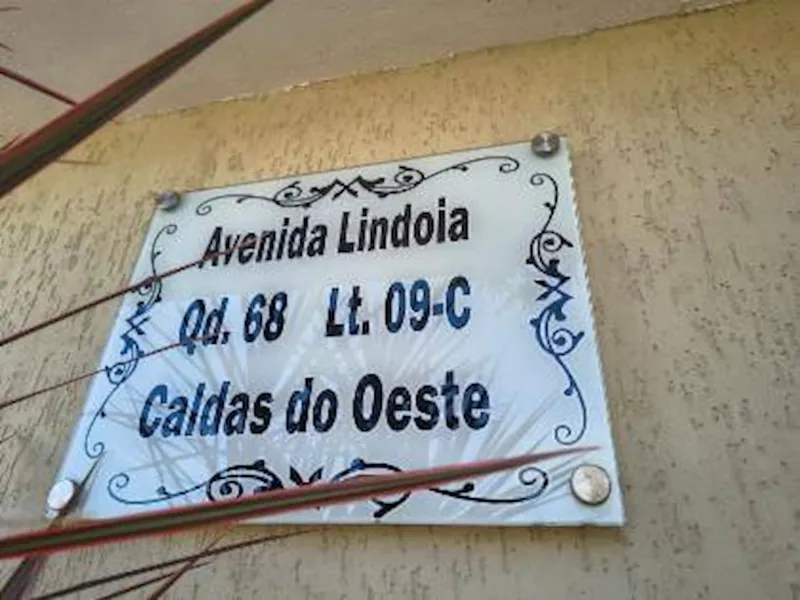 Avenida Lindoia
Qd. 68 Lt. 09-C
Caldas do Oeste